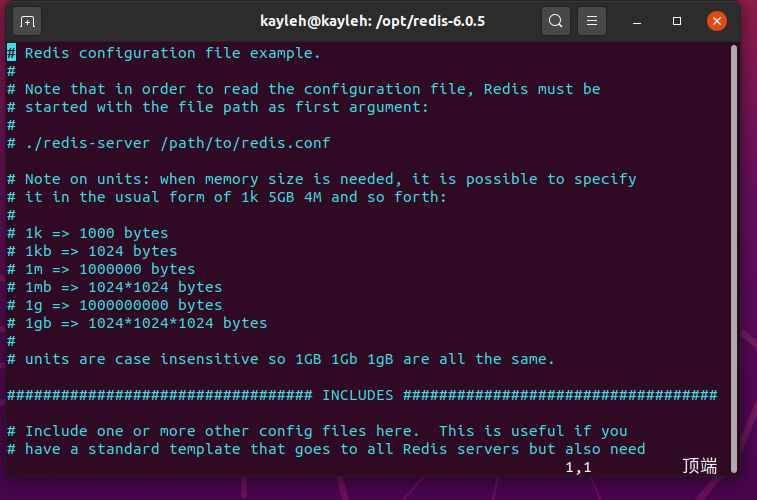 kayleh@kayleh: /opt/redis-6.0.5
# Redis configuration file example.
#
# Note that in order to read the configuration file, Redis must be
# started with the file path as first argument:
#
# ./redis-server /path/to/redis.conf
# Note on units: when memory size is needed, it is possible to specify
# it in the usual form of 1k 5GB 4M and so forth:
#
# 1k => 1000 bytes
# 1kb => 1024 bytes
# 1m => 1000000 bytes
# 1mb => 1024*1024 bytes
# 1g => 1000000000 bytes
# 1gb => 1024*1024*1024 bytes
#
# units are case insensitive so 1GB 1Gb 1gB are all the same.
################################## INCLUDES ###################################
# Include one or more other config files here.  This is useful if you
# have a standard template that goes to all Redis servers but also need
1,1 顶端